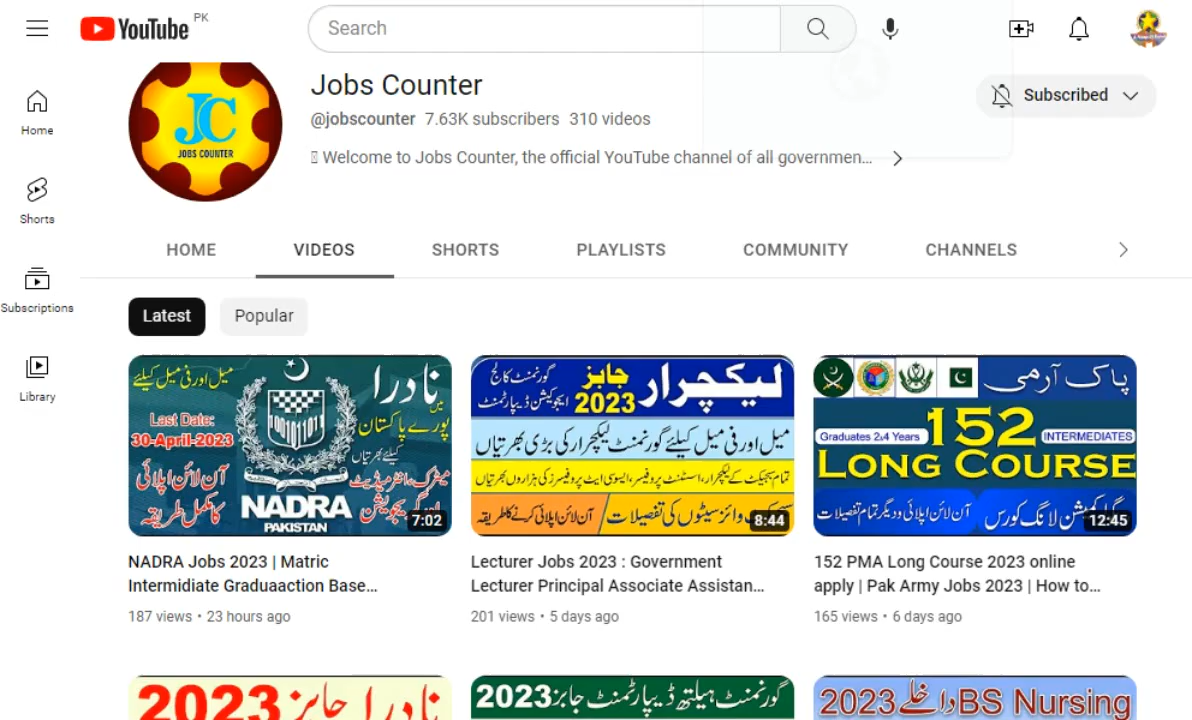 YouTube PK
Search
Jobs Counter
@jobscounter 7.63K subscribers 310 videos
Welcome to Jobs Counter, the official YouTube channel of all governmen...
Subscribed
JC
JOBS COUNTER
Home
Shorts
Subscriptions
Library
HOME VIDEOS SHORTS PLAYLISTS COMMUNITY CHANNELS
Latest Popular
میل اور فی میل کیلئے
نادرا
میں
پورے پاکستان
کیلئے بھرتیاں
Last Date:
30-April-2023
10010110111
میٹرک، انٹرمیڈیٹ
آن لائن اپلائی
کا مکمل طریقہ
NADRA
PAKISTAN
7:02
NADRA Jobs 2023 | Matric
Intermidiate Graduaaction Base...
187 views • 23 hours ago
لیکچرار
جابز
2023
گورنمنٹ کالج
ایجوکیشن ڈیپارٹمنٹ
میل اور فی میل کیلئے گورنمنٹ لیکچرار کی بڑی بھرتیاں
تمام سبجیکٹ کے لیکچرار، اسسٹنٹ پروفیسر، ایسوسی ایٹ پروفیسرز کی ہزاروں بھرتیاں
وائز سیٹوں کی تفصیلات
آن لائن اپلائی کرنے کا طریقہ
8:44
Lecturer Jobs 2023 : Government
Lecturer Principal Associate Assistan...
201 views • 5 days ago
پاک آرمی
152
Graduates 2&4 Years
INTERMEDIATES
LONG COURSE
لانگ کورس
آن لائن اپلائی و دیگر تمام تفصیلات
12:45
152 PMA Long Course 2023 online
apply | Pak Army Jobs 2023 | How to...
165 views • 6 days ago
نادرا جابز 2023
گورنمنٹ ہیلتھ ڈیپارٹمنٹ جابز 2023
BS Nursing داخلے 2023